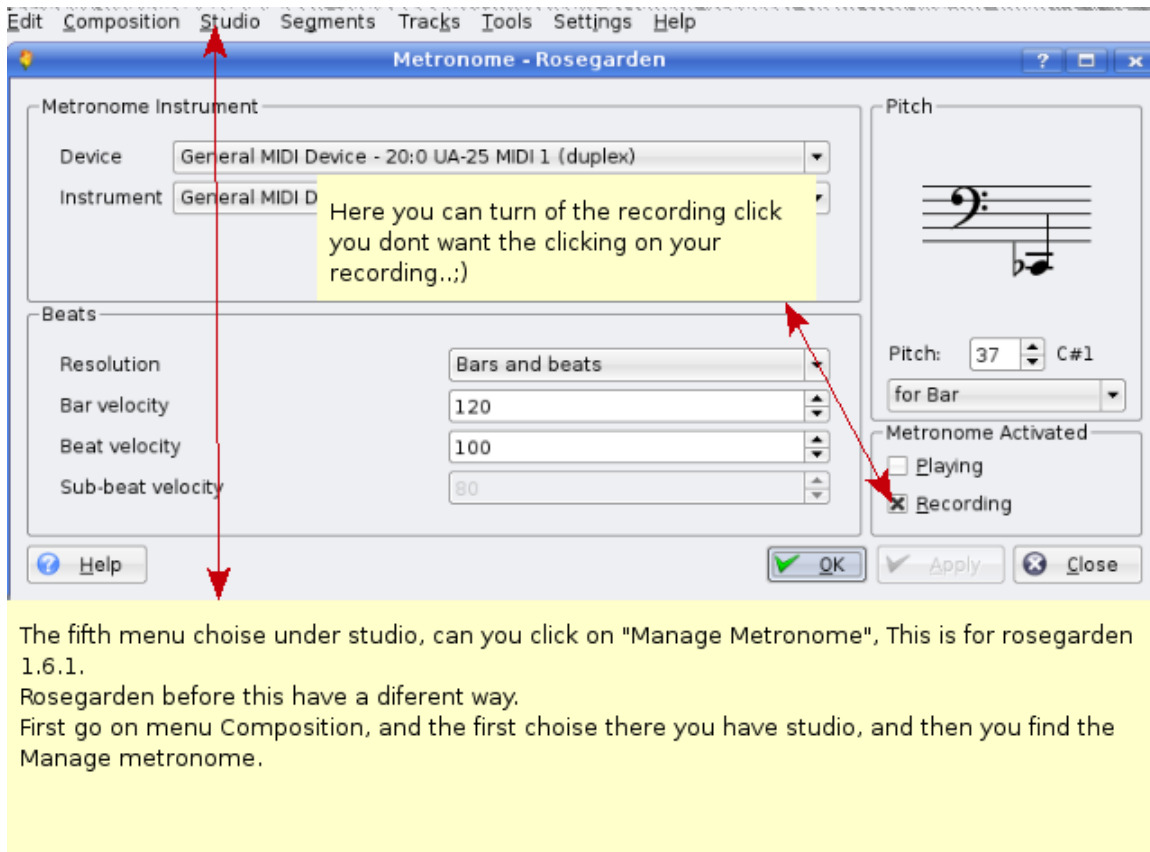 Edit Composition Studio Segments Tracks Tools Settings Help
Metronome - Rosegarden
Metronome Instrument
Device General MIDI Device - 20:0 UA-25 MIDI 1 (duplex)
Instrument General MIDI D
Here you can turn of the recording click
you dont want the clicking on your
recording..;)
Pitch
Pitch: 37 C#1
for Bar
Beats
Resolution Bars and beats
Bar velocity 120
Beat velocity 100
Sub-beat velocity 80
Metronome Activated
Playing
Recording
Help OK Apply Close
The fifth menu choise under studio, can you click on "Manage Metronome", This is for rosegarden
1.6.1.
Rosegarden before this have a diferent way.
First go on menu Composition, and the first choise there you have studio, and then you find the
Manage metronome.